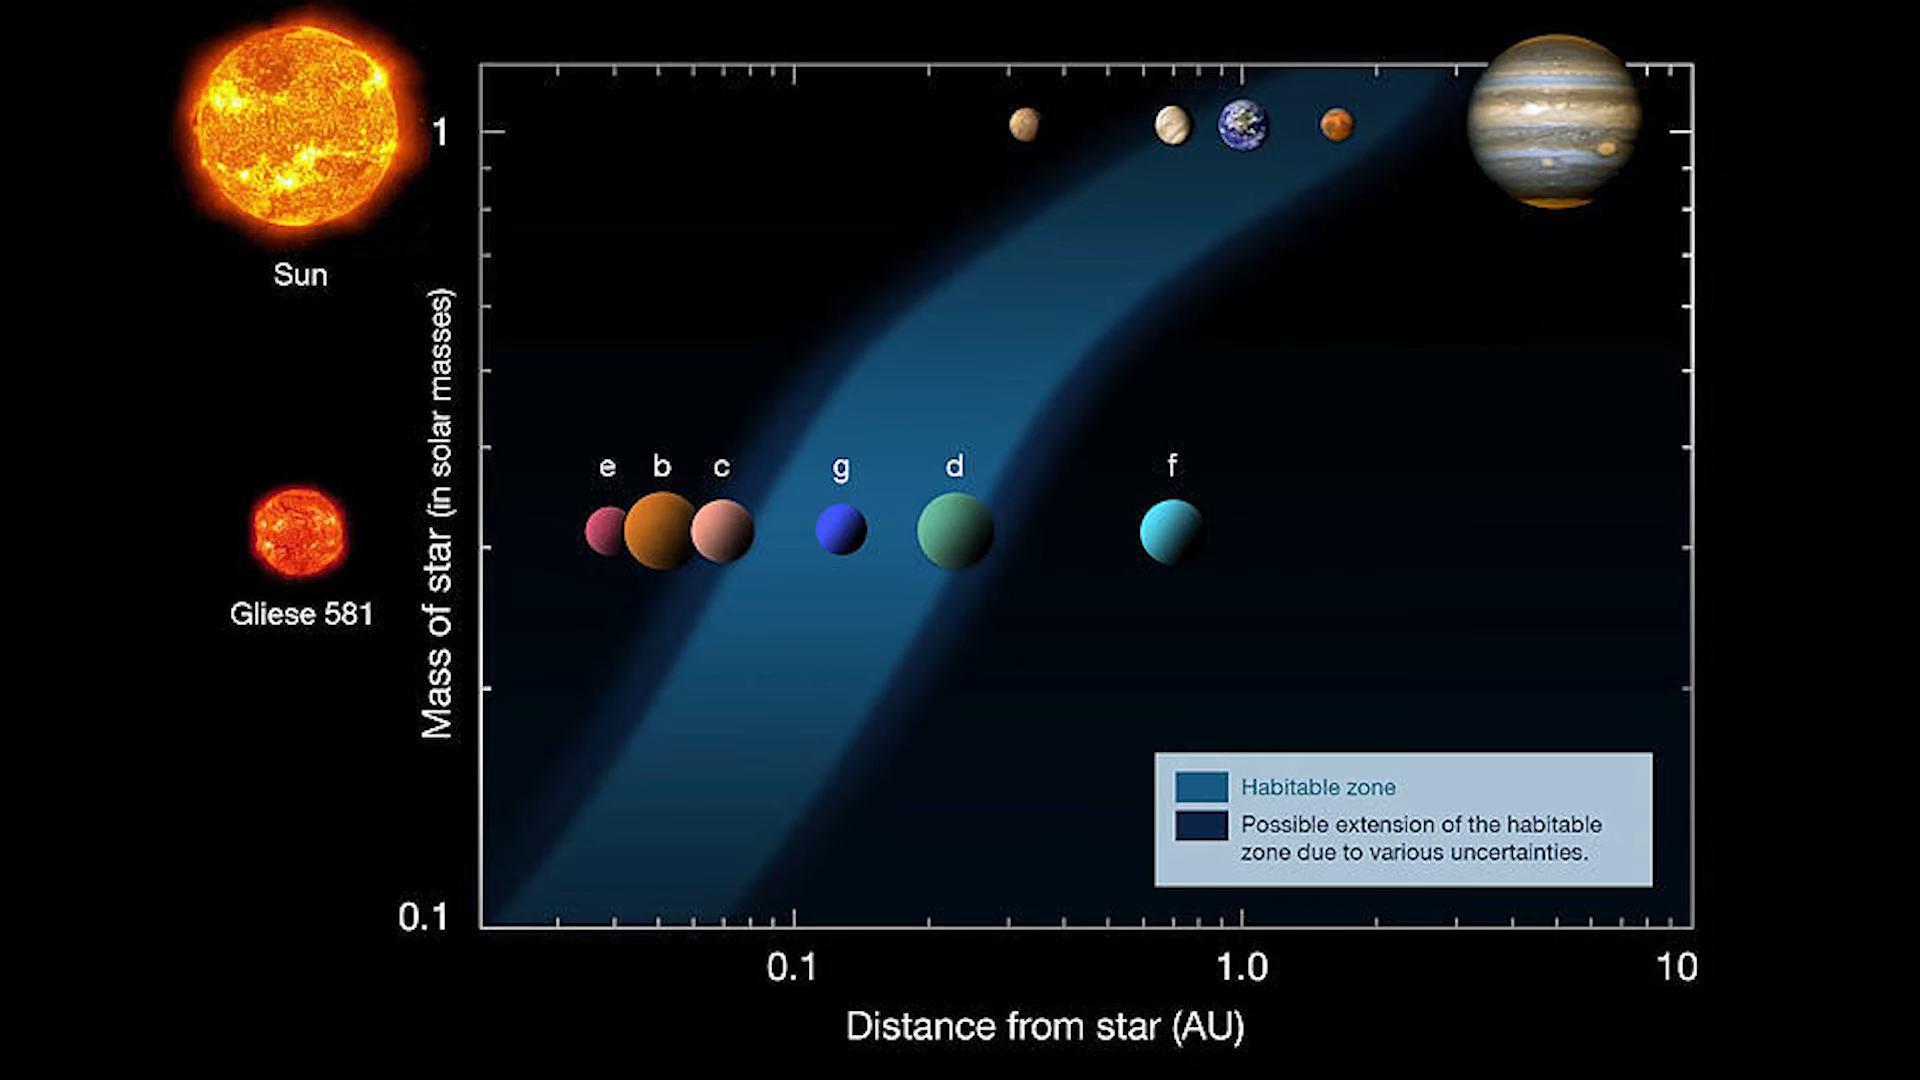 1
Sun
Mass of star (in solar masses)
e b c g d f
Gliese 581
Habitable zone
Possible extension of the habitable
zone due to various uncertainties.
0.1
0.1 1.0 10
Distance from star (AU)